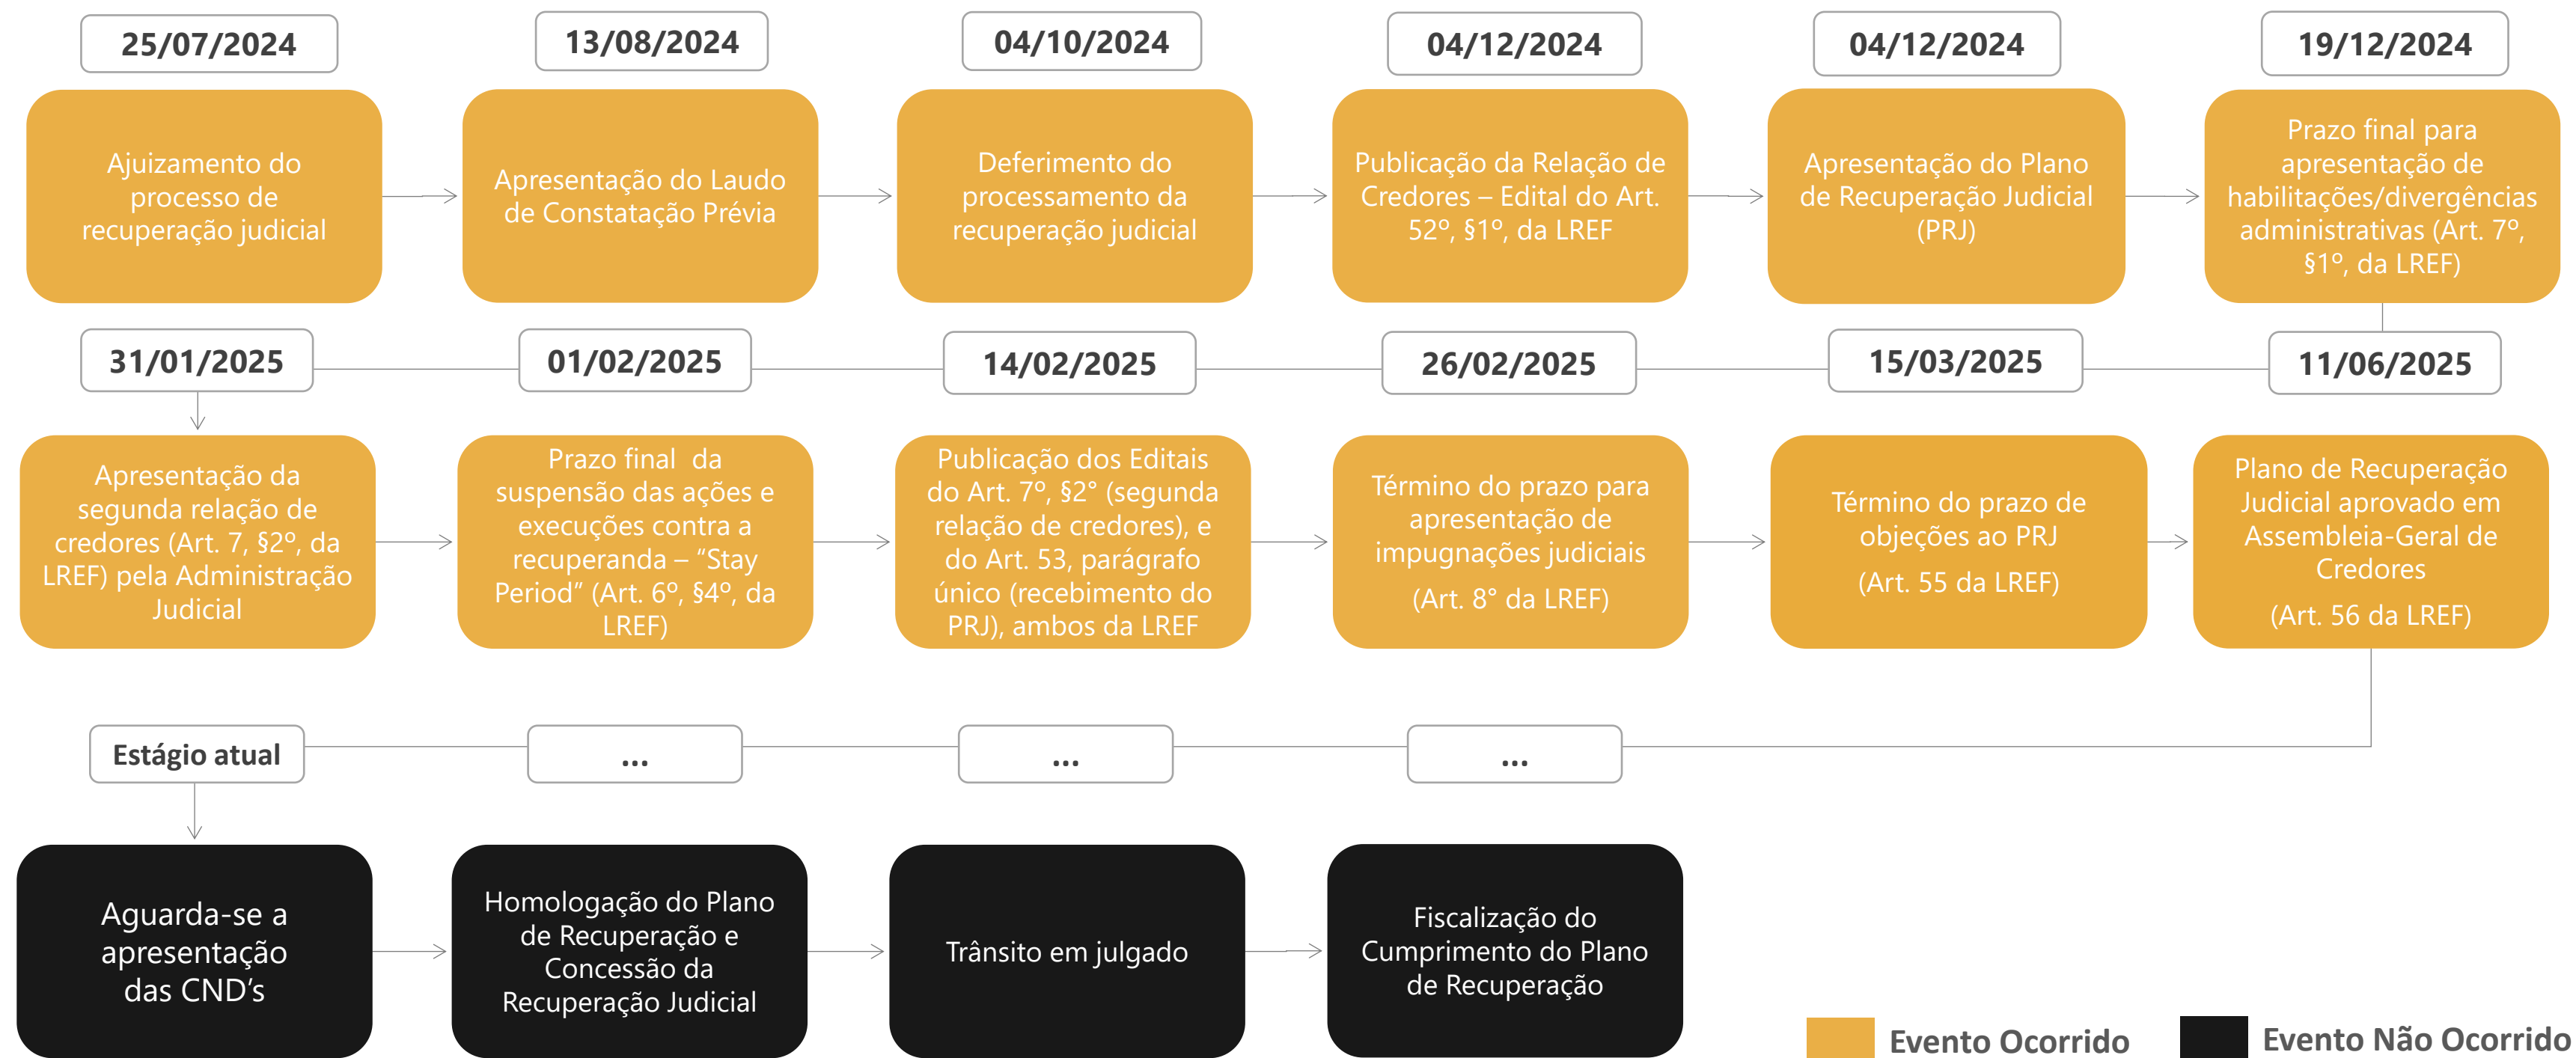 25/07/2024
13/08/2024
04/10/2024
04/12/2024
04/12/2024
19/12/2024
Ajuizamento do
processo de
recuperação judicial
Apresentação do Laudo
de Constatação Prévia
Deferimento do
processamento da
recuperação judicial
Publicação da Relação de
Credores – Edital do Art.
52º, §1º, da LREF
Apresentação do Plano
de Recuperação Judicial
(PRJ)
Prazo final para
apresentação de
habilitações/divergências
administrativas (Art. 7º,
§1º, da LREF)
31/01/2025
01/02/2025
14/02/2025
26/02/2025
15/03/2025
11/06/2025
Apresentação da
segunda relação de
credores (Art. 7, §2º, da
LREF) pela Administração
Judicial
Prazo final  da
suspensão das ações e
execuções contra a
recuperanda – “Stay
Period” (Art. 6º, §4º, da
LREF)
Publicação dos Editais
do Art. 7º, §2° (segunda
relação de credores), e
do Art. 53, parágrafo
único (recebimento do
PRJ), ambos da LREF
Término do prazo para
apresentação de
impugnações judiciais
(Art. 8° da LREF)
Término do prazo de
objeções ao PRJ
(Art. 55 da LREF)
Plano de Recuperação
Judicial aprovado em
Assembleia-Geral de
Credores
(Art. 56 da LREF)
Estágio atual
...
...
...
Aguarda-se a
apresentação
das CND’s
Homologação do Plano
de Recuperação e
Concessão da
Recuperação Judicial
Trânsito em julgado
Fiscalização do
Cumprimento do Plano
de Recuperação
Evento Ocorrido
Evento Não Ocorrido